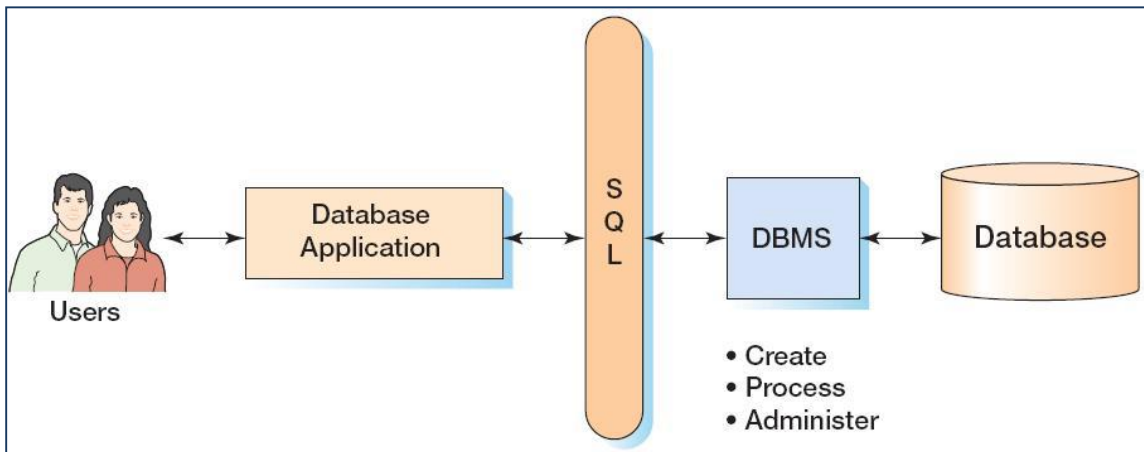 Users
Database
Application
S
Q
L
DBMS
• Create
• Process
• Administer
Database